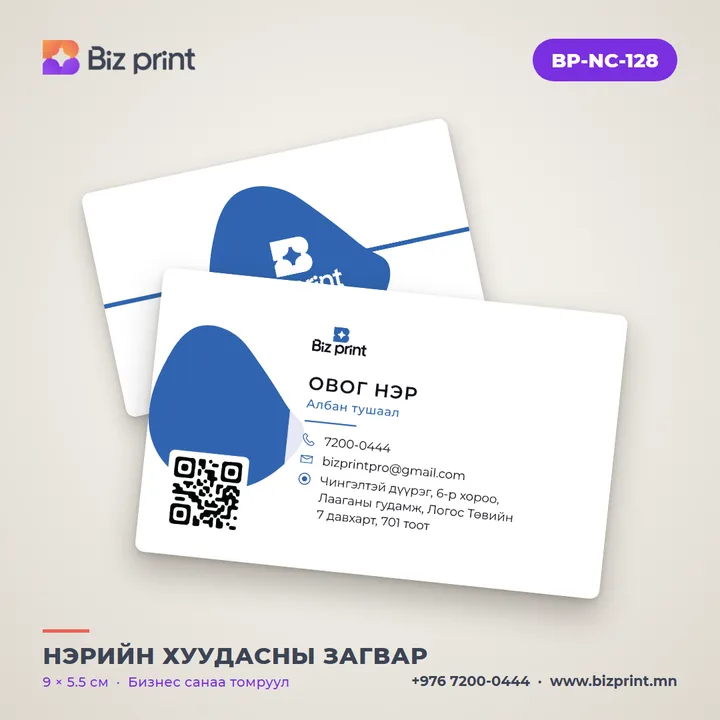 Biz print
BP-NC-128
Biz print
ОВОГ НЭР
Албан тушаал
7200-0444
bizprintpro@gmail.com
Чингэлтэй дүүрэг, 6-р хороо,
Лааганы гудамж, Логос Төвийн
7 давхарт, 701 тоот
НЭРИЙН ХУУДАСНЫ ЗАГВАР
9 × 5.5 см · Бизнес санаа томруул
+976 7200-0444 · www.bizprint.mn